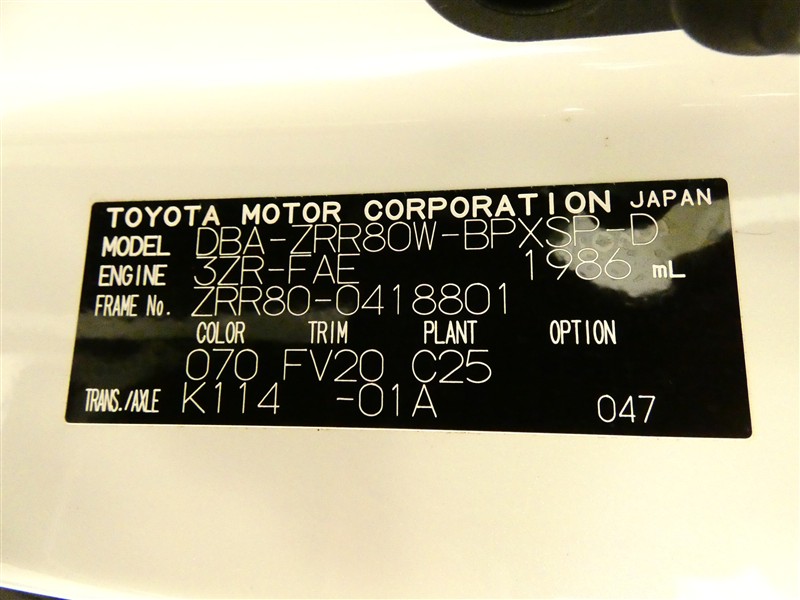 TOYOTA MOTOR CORPORATION JAPAN
MODEL DBA-ZRR80W-BPXSP-D
ENGINE 3ZR-FAE 1986 mL
FRAME No. ZRR80-0418801
COLOR TRIM PLANT OPTION
070 FV20 C25
TRANS./AXLE K114 -01A 047